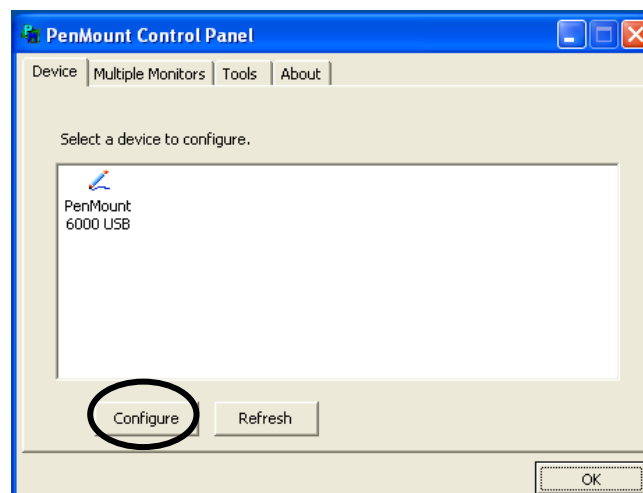 PenMount Control Panel
Device Multiple Monitors Tools About
Select a device to configure.
PenMount
6000 USB
Configure Refresh
OK